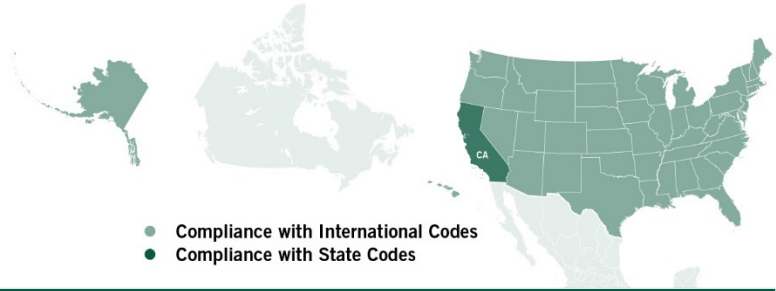 CA
Compliance with International Codes
Compliance with State Codes